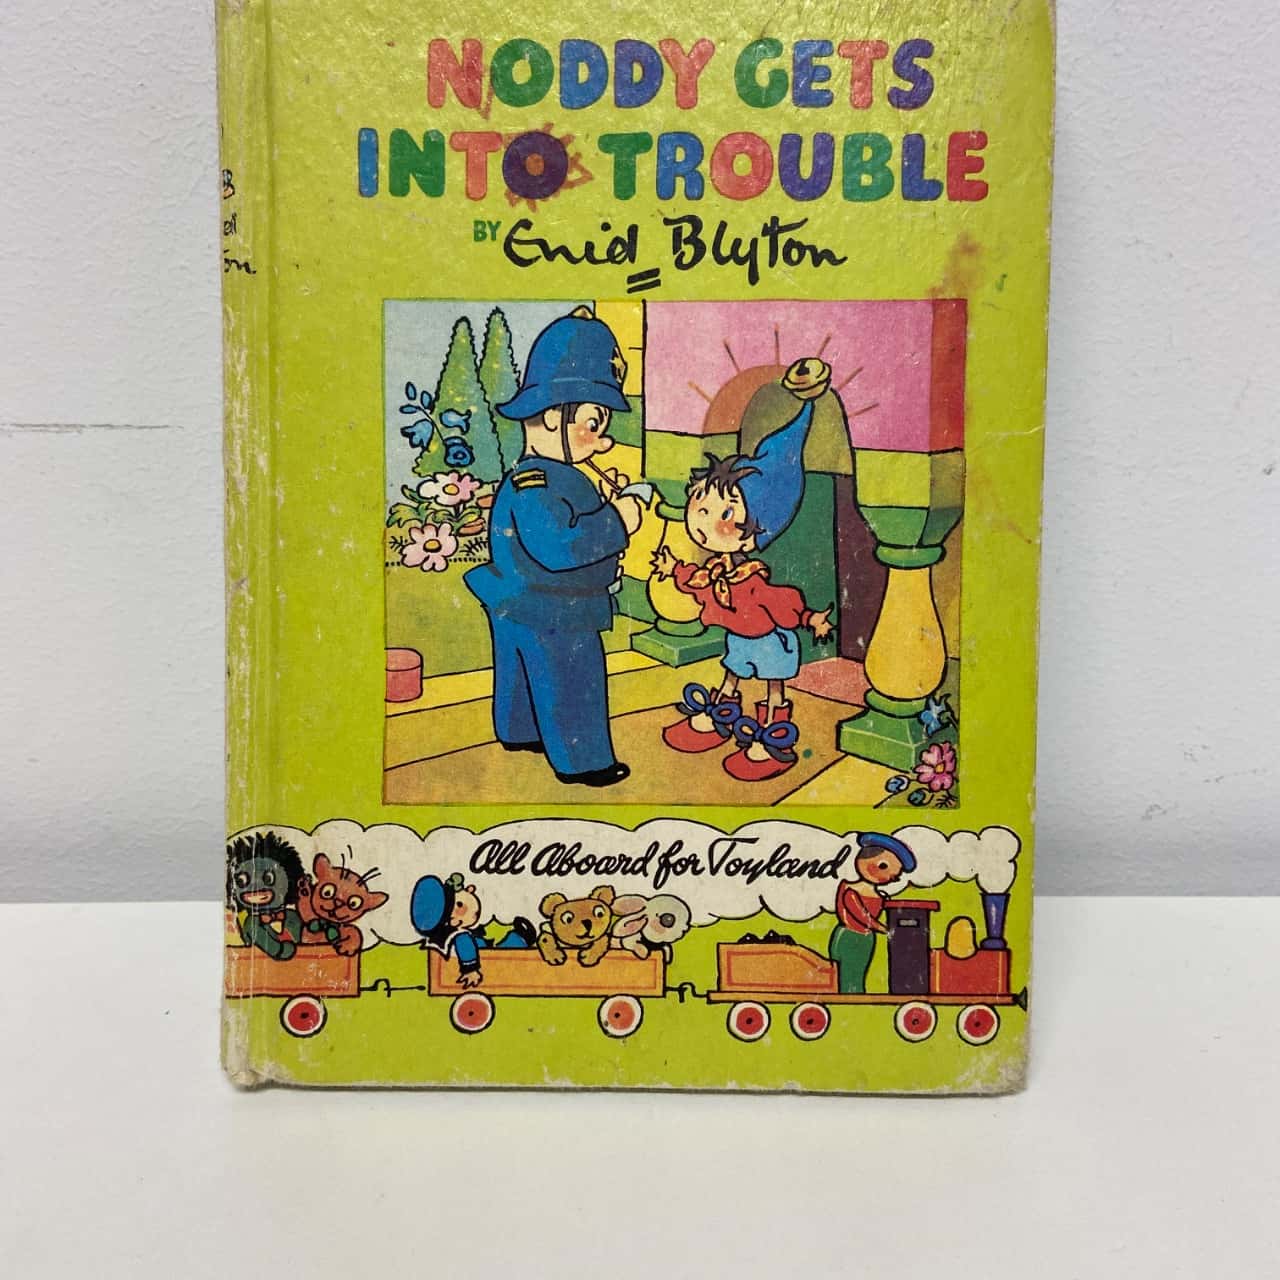 NODDY GETS
INTO TROUBLE
BY Enid Blyton
All Aboard for Toyland